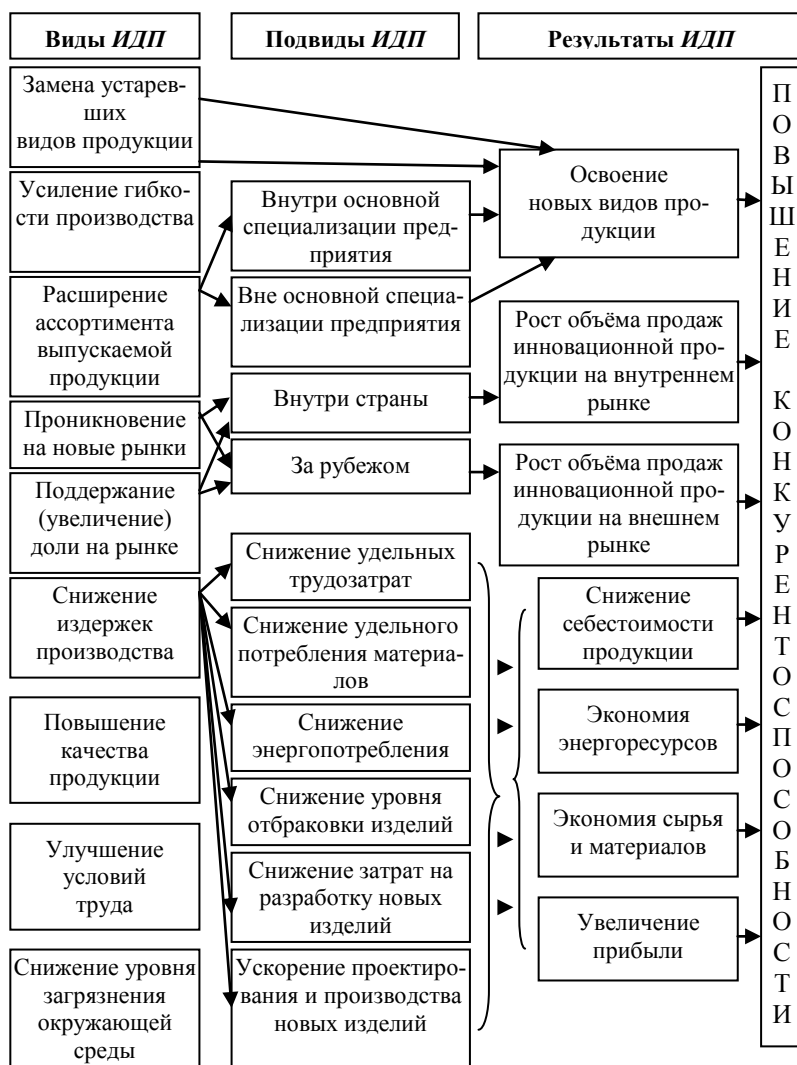 Виды ИДП
Подвиды ИДП
Результаты ИДП
Замена устарев-
ших
видов продукции
Усиление гибко-
сти производства
Расширение
ассортимента
выпускаемой
продукции
Проникновение
на новые рынки
Поддержание
(увеличение)
доли на рынке
Снижение
издержек
производства
Повышение
качества
продукции
Улучшение
условий
труда
Снижение уровня
загрязнения
окружающей
среды
Внутри основной
специализации пред-
приятия
Вне основной специа-
лизации предприятия
Внутри страны
За рубежом
Снижение удельных
трудозатрат
Снижение удельного
потребления материа-
лов
Снижение
энергопотребления
Снижение уровня
отбраковки изделий
Снижение затрат на
разработку новых
изделий
Ускорение проектиро-
вания и производства
новых изделий
Освоение
новых видов про-
дукции
Рост объёма продаж
инновационной про-
дукции на внутреннем
рынке
Рост объёма продаж
инновационной про-
дукции на внешнем
рынке
Снижение
себестоимости
продукции
Экономия
энергоресурсов
Экономия сырья
и материалов
Увеличение
прибыли
ПОВЫШЕНИЕ КОНКУРЕНТОСПОСОБНОСТИ